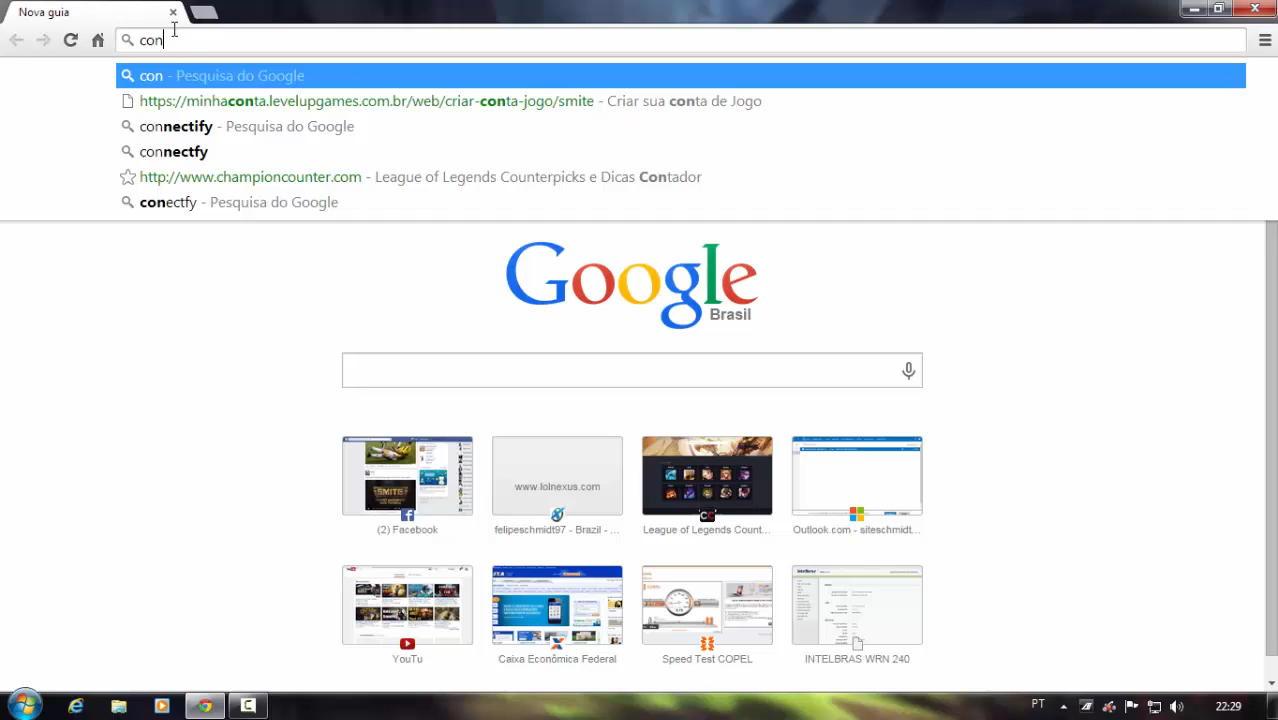 Nova guia
con
con - Pesquisa do Google
https://minhaconta.levelupgames.com.br/web/criar-conta-jogo/smite - Criar sua conta de Jogo
connectify - Pesquisa do Google
connectfy
http://www.championcounter.com - League of Legends Counterpicks e Dicas Contador
conectfy - Pesquisa do Google
Google
Brasil
SMITE
www.lolnexus.com
(2) Facebook
felipeschmidt97 - Brazil - ...
League of Legends Count...
Outlook.com - siteschmidt...
YouTu
Caixa Econômica Federal
Speed Test COPEL
INTELBRAS WRN 240
PT
22:29